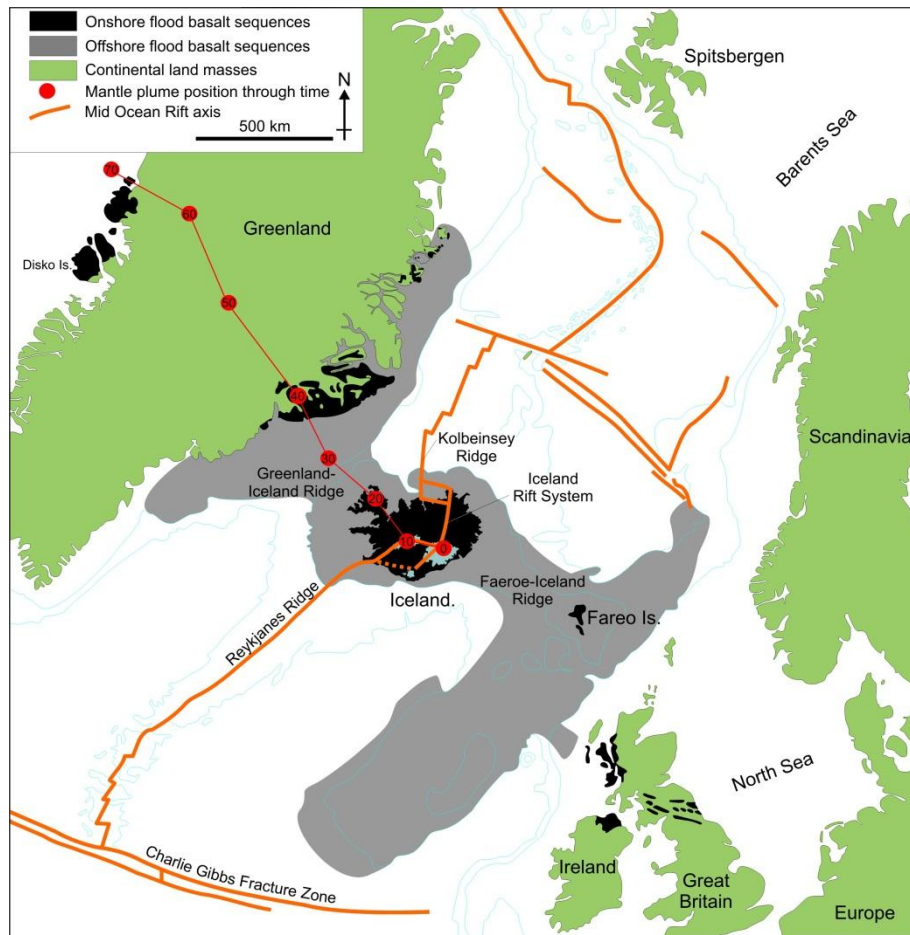 Onshore flood basalt sequences
Offshore flood basalt sequences
Continental land masses
Mantle plume position through time
Mid Ocean Rift axis
N
500 km
Spitsbergen
Barents Sea
70
60
Greenland
Disko Is.
50
40
Scandinavia
Kolbeinsey
Ridge
30
Greenland-
Iceland Ridge
Iceland
Rift System
20
10
0
Faeroe-Iceland
Ridge
Iceland.
Fareo Is.
Reykjanes Ridge
North Sea
Charlie Gibbs Fracture Zone
Ireland
Great
Britain
Europe